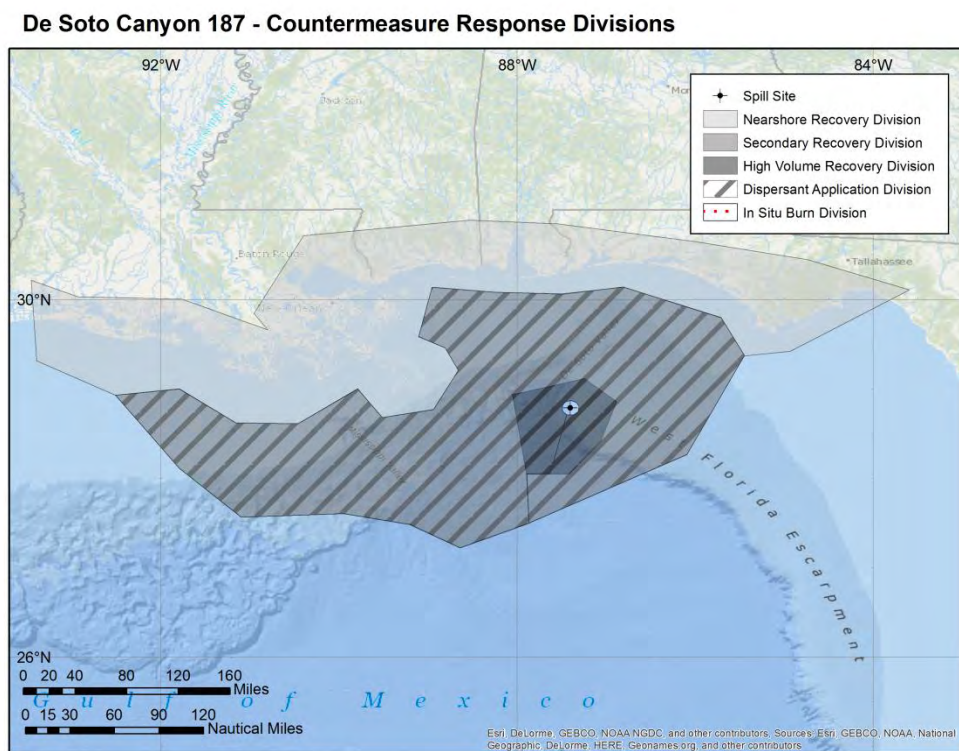 De Soto Canyon 187 - Countermeasure Response Divisions
92°W
88°W
84°W
Spill Site
Nearshore Recovery Division
Secondary Recovery Division
High Volume Recovery Division
Dispersant Application Division
In Situ Burn Division
Jackson
Mississippi River
Baton Rouge
Tallahassee
30°N
West Florida Escarpment
26°N
0 20 40 80 120 160
Miles
Gulf of Mexico
0 15 30 60 90 120
Nautical Miles
Esri, DeLorme, GEBCO, NOAA NGDC, and other contributors, Sources: Esri, GEBCO, NOAA, National
Geographic, DeLorme, HERE, Geonames.org, and other contributors